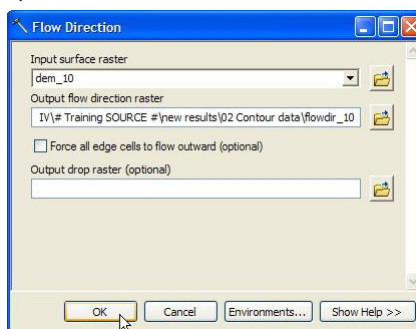 Flow Direction
Input surface raster
dem_10
Output flow direction raster
IV\# Training SOURCE #\new results\02 Contour data\flowdir_10
Force all edge cells to flow outward (optional)
Output drop raster (optional)
OK Cancel Environments... Show Help >>